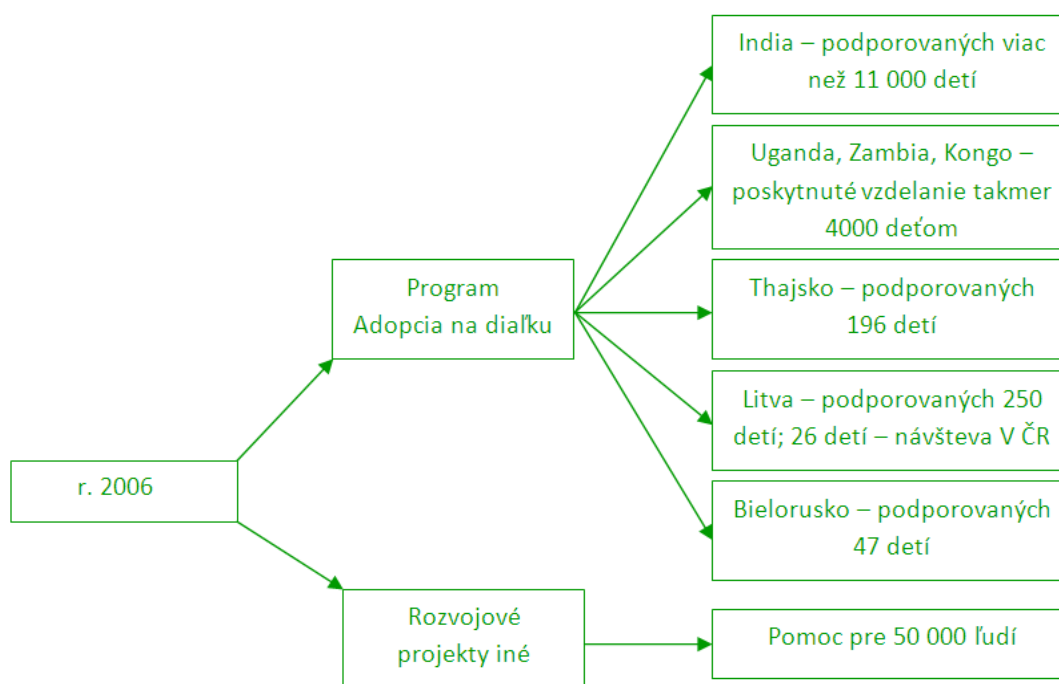 India – podporovaných viac
než 11 000 detí
Uganda, Zambia, Kongo –
poskytnuté vzdelanie takmer
4000 deťom
Program
Adopcia na diaľku
Thajsko – podporovaných
196 detí
Litva – podporovaných 250
detí; 26 detí – návšteva V ČR
r. 2006
Bielorusko – podporovaných
47 detí
Rozvojové
projekty iné
Pomoc pre 50 000 ľudí